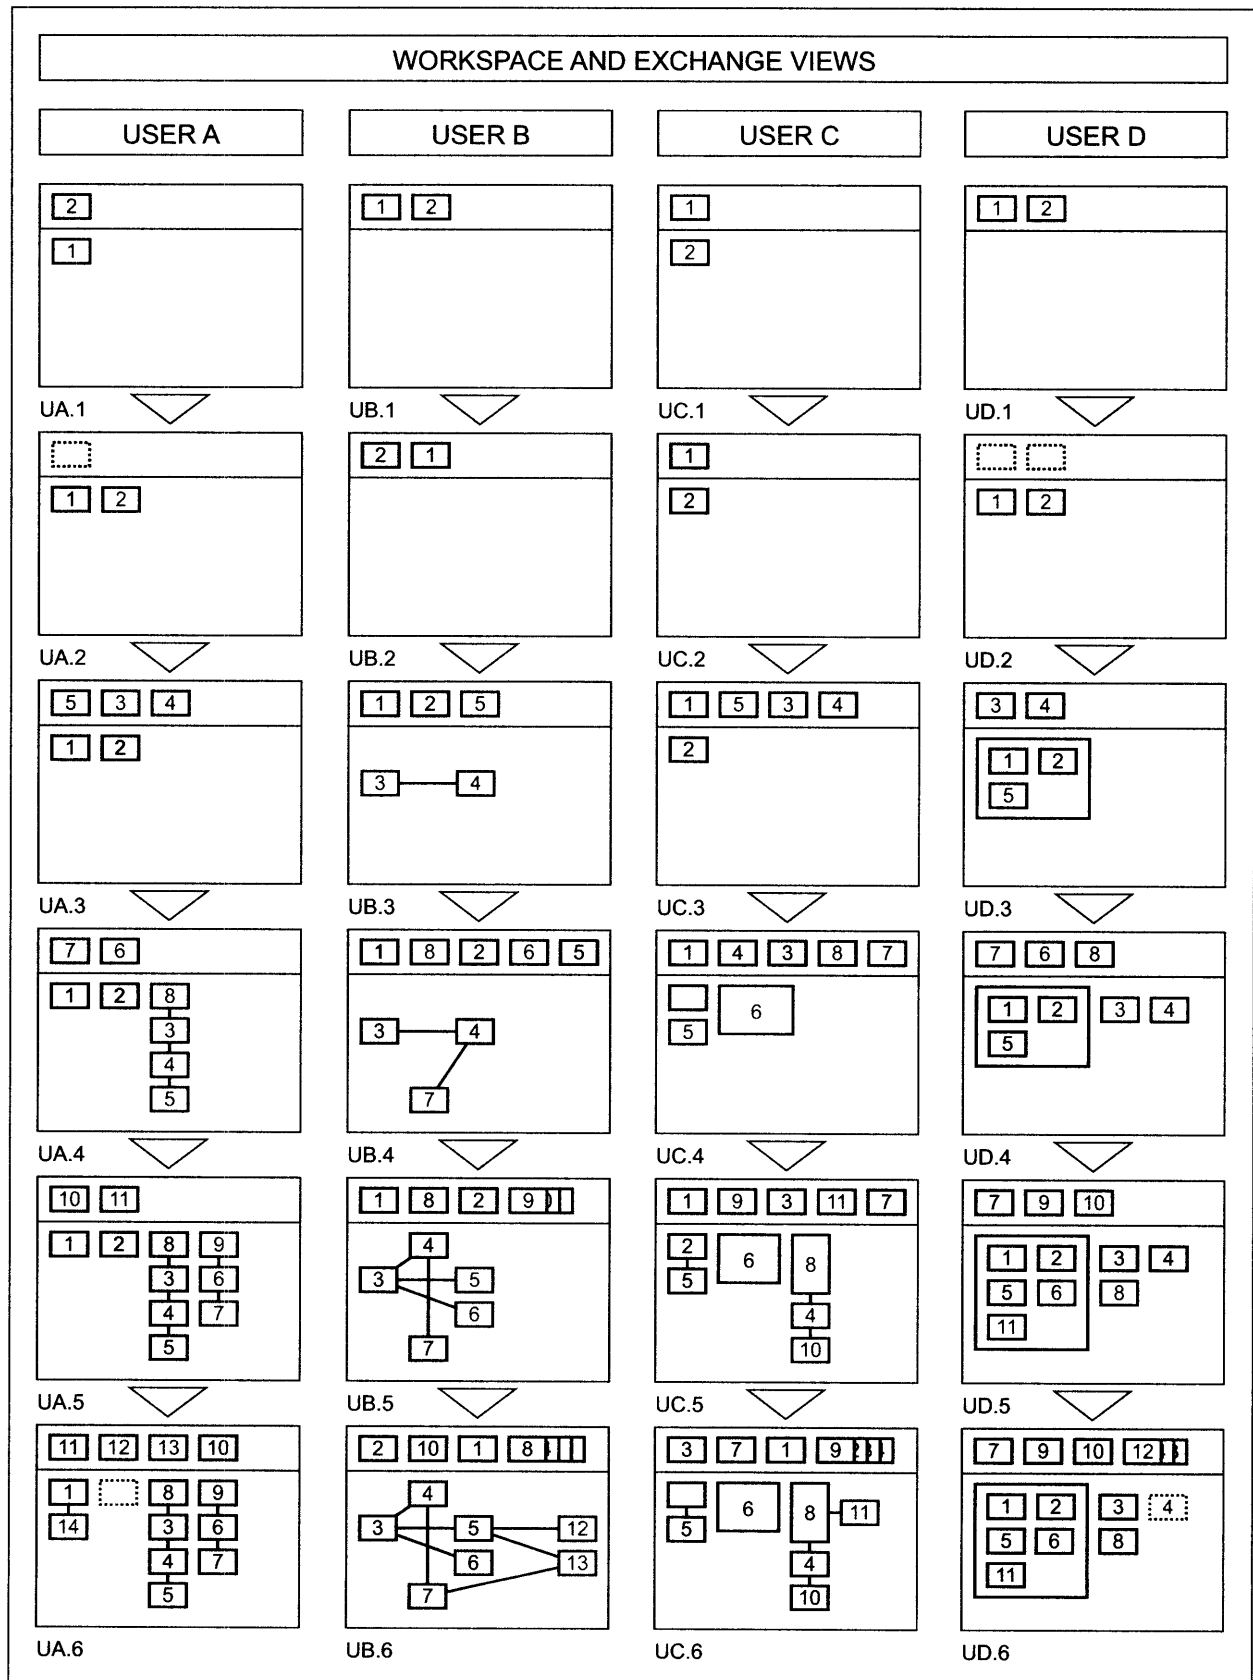 WORKSPACE AND EXCHANGE VIEWS
USER A USER B USER C USER D
2 1 2 1 1 2
1 2
UA.1 UB.1 UC.1 UD.1
2 1 1
1 2 2 1 2
UA.2 UB.2 UC.2 UD.2
5 3 4 1 2 5 1 5 3 4 3 4
1 2 2 1 2
3 4 5
UA.3 UB.3 UC.3 UD.3
7 6 1 8 2 6 5 1 4 3 8 7 7 6 8
1 2 8 6 1 2 3 4
3 3 4 5 5
4
5 7
UA.4 UB.4 UC.4 UD.4
10 11 1 8 2 9 1 9 3 11 7 7 9 10
1 2 8 9 4 2 6 8 1 2 3 4
3 6 3 5 5 5 6 8
4 7 6 4 11
5 7 10
UA.5 UB.5 UC.5 UD.5
11 12 13 10 2 10 1 8 3 7 1 9 7 9 10 12
1 8 9 4 6 8 11 1 2 3 4
14 3 6 3 5 12 5 5 6 8
4 7 6 13 4 11
5 7 10
UA.6 UB.6 UC.6 UD.6